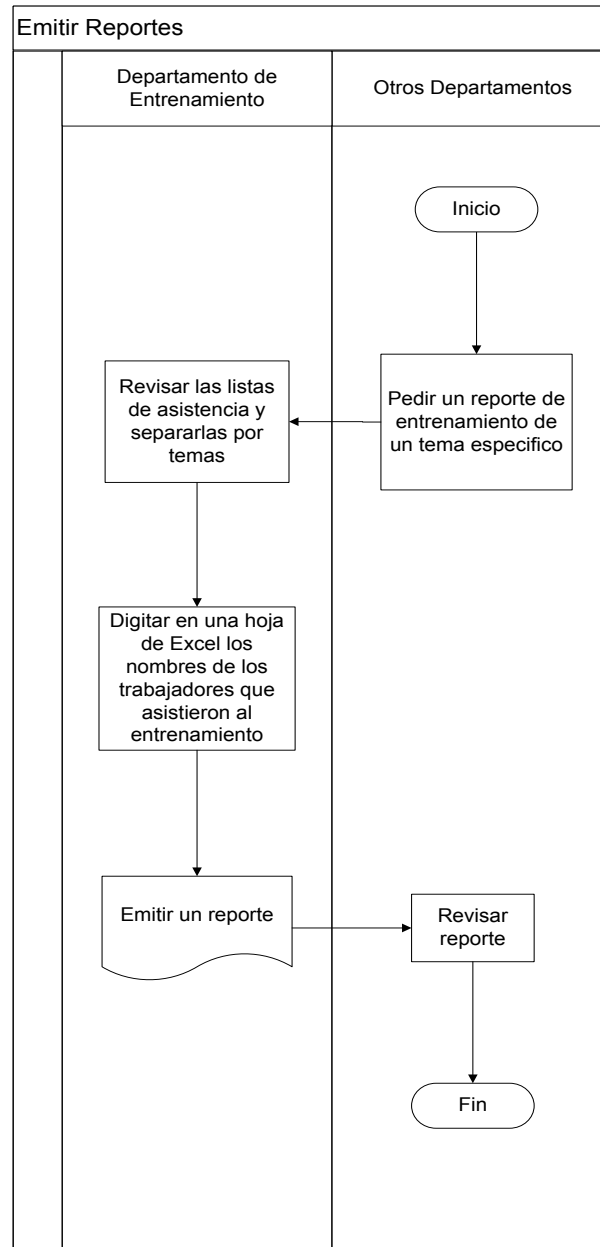 Emitir Reportes
Departamento de
Entrenamiento
Otros Departamentos
Inicio
Pedir un reporte de
entrenamiento de
un tema especifico
Revisar las listas
de asistencia y
separarlas por
temas
Digitar en una hoja
de Excel los
nombres de los
trabajadores que
asistieron al
entrenamiento
Emitir un reporte
Revisar
reporte
Fin